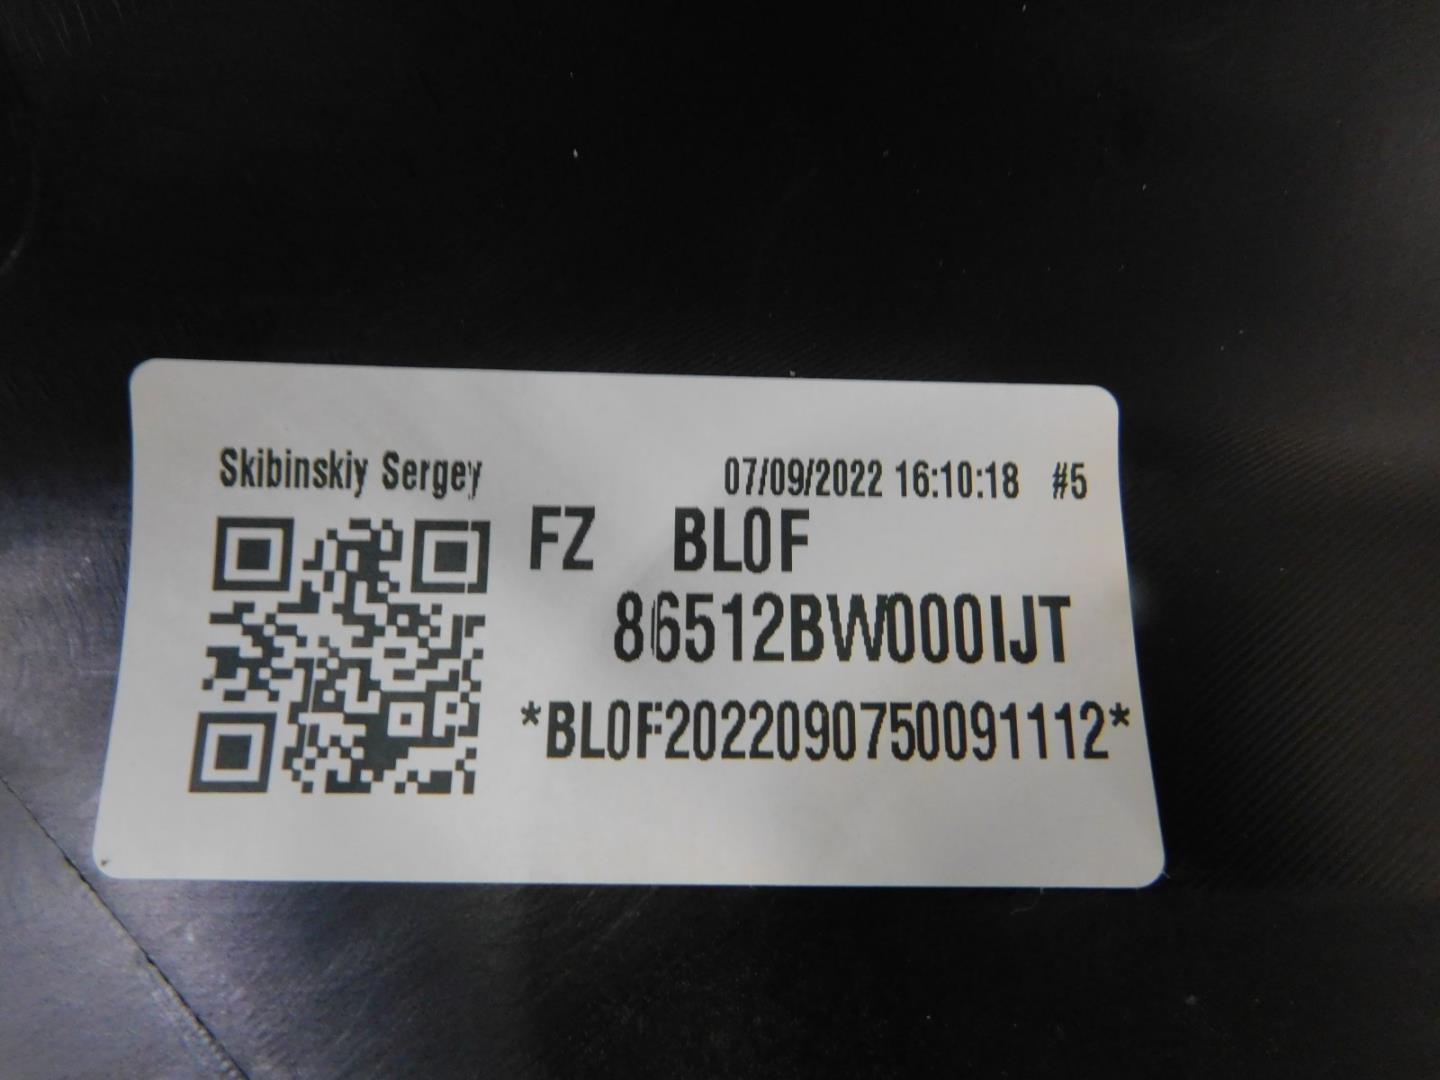 Skibinskiy Sergey 07/09/2022 16:10:18 #5
FZ BL0F
86512BW000IJT
*BL0F2022090750091112*